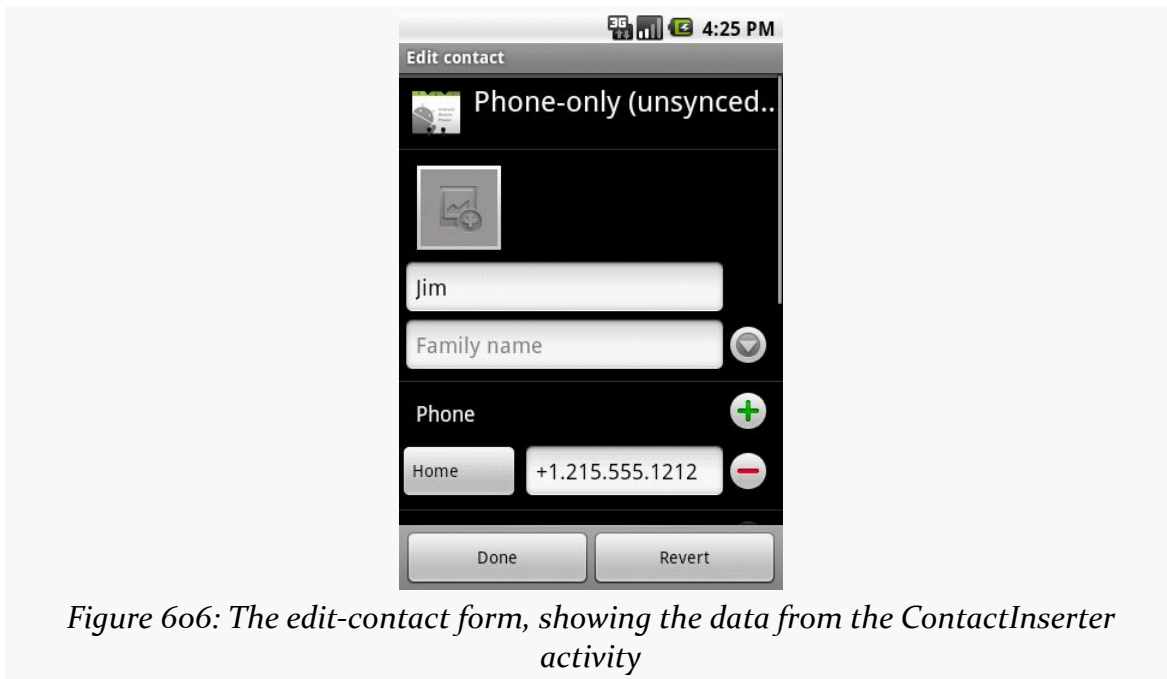 3G 4:25 PM
Edit contact
Phone-only (unsynced..
Jim
Family name
Phone
Home
+1.215.555.1212
Done
Revert
Figure 606: The edit-contact form, showing the data from the ContactInserter
activity